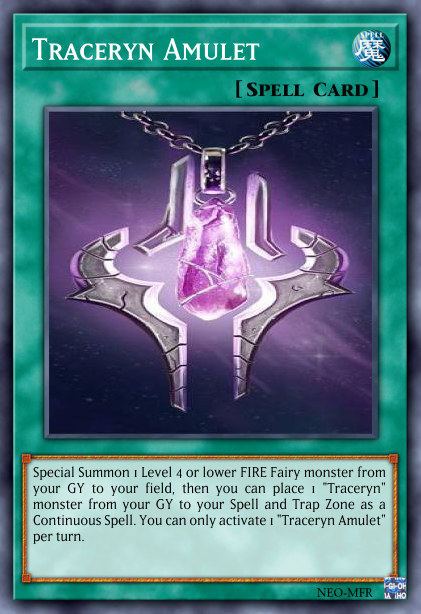 Traceryn Amulet
SPELL
魔
[Spell Card]
Special Summon 1 Level 4 or lower FIRE Fairy monster from
your GY to your field, then you can place 1 "Traceryn"
monster from your GY to your Spell and Trap Zone as a
Continuous Spell. You can only activate 1 "Traceryn Amulet"
per turn.
NEO-MFR